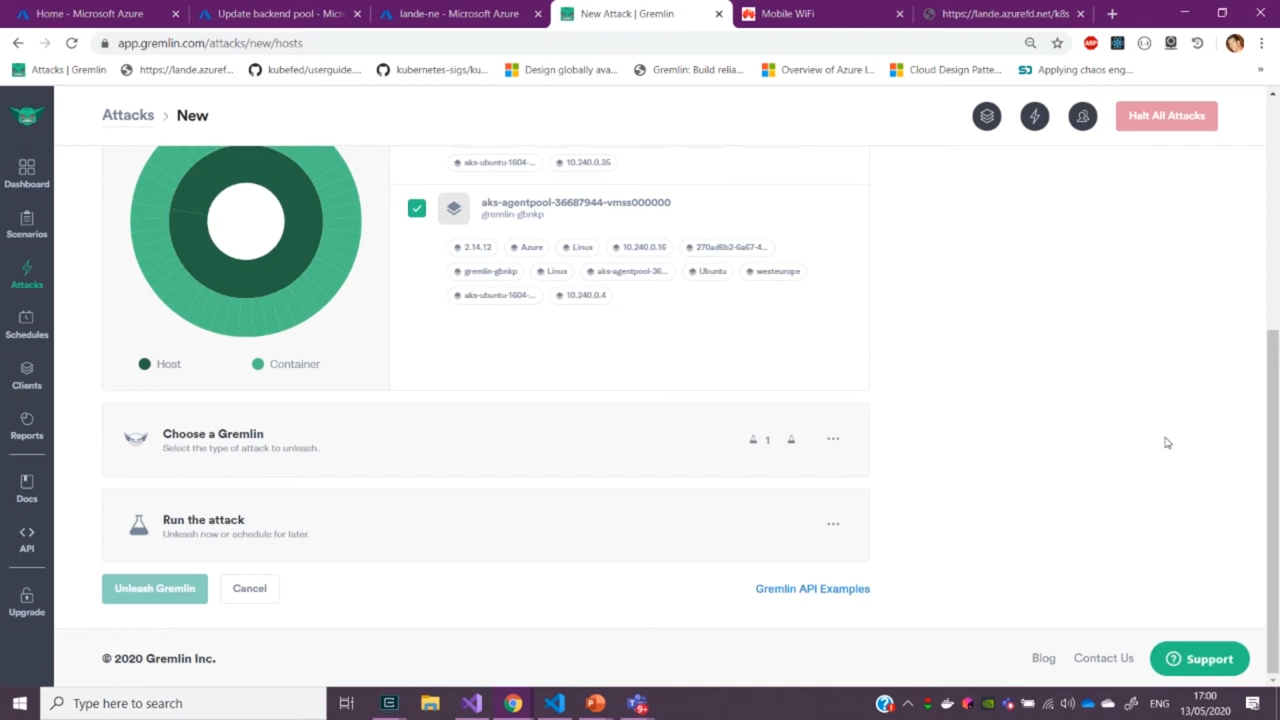 Home - Microsoft Azure
Update backend pool - Micr
lande-ne - Microsoft Azure
New Attack | Gremlin
Mobile WiFi
https://lande.azurefd.net/k8s
app.gremlin.com/attacks/new/hosts
ABP
Attacks | Gremlin
https://lande.azuref...
kubefed/userguide....
kubernetes-sigs/ku...
Design globally ava...
Gremlin: Build relia...
Overview of Azure I...
Cloud Design Patte...
Applying chaos eng...
»
Attacks > New
Halt All Attacks
Dashboard
Scenarios
Attacks
Schedules
Clients
Reports
Docs
API
Upgrade
aks-ubuntu-1604-...
10.240.0.35
aks-agentpool-36687944-vmss000000
gremlin-gbnkp
2.14.12
Azure
Linux
10.240.0.16
270ad6b2-6a67-4...
gremlin-gbnkp
Linux
aks-agentpool-36...
Ubuntu
westeurope
aks-ubuntu-1604-...
10.240.0.4
Host
Container
Choose a Gremlin
Select the type of attack to unleash.
1
Run the attack
Unleash now or schedule for later.
Unleash Gremlin
Cancel
Gremlin API Examples
© 2020 Gremlin Inc.
Blog
Contact Us
Support
Type here to search
9+
ENG
17:00
13/05/2020